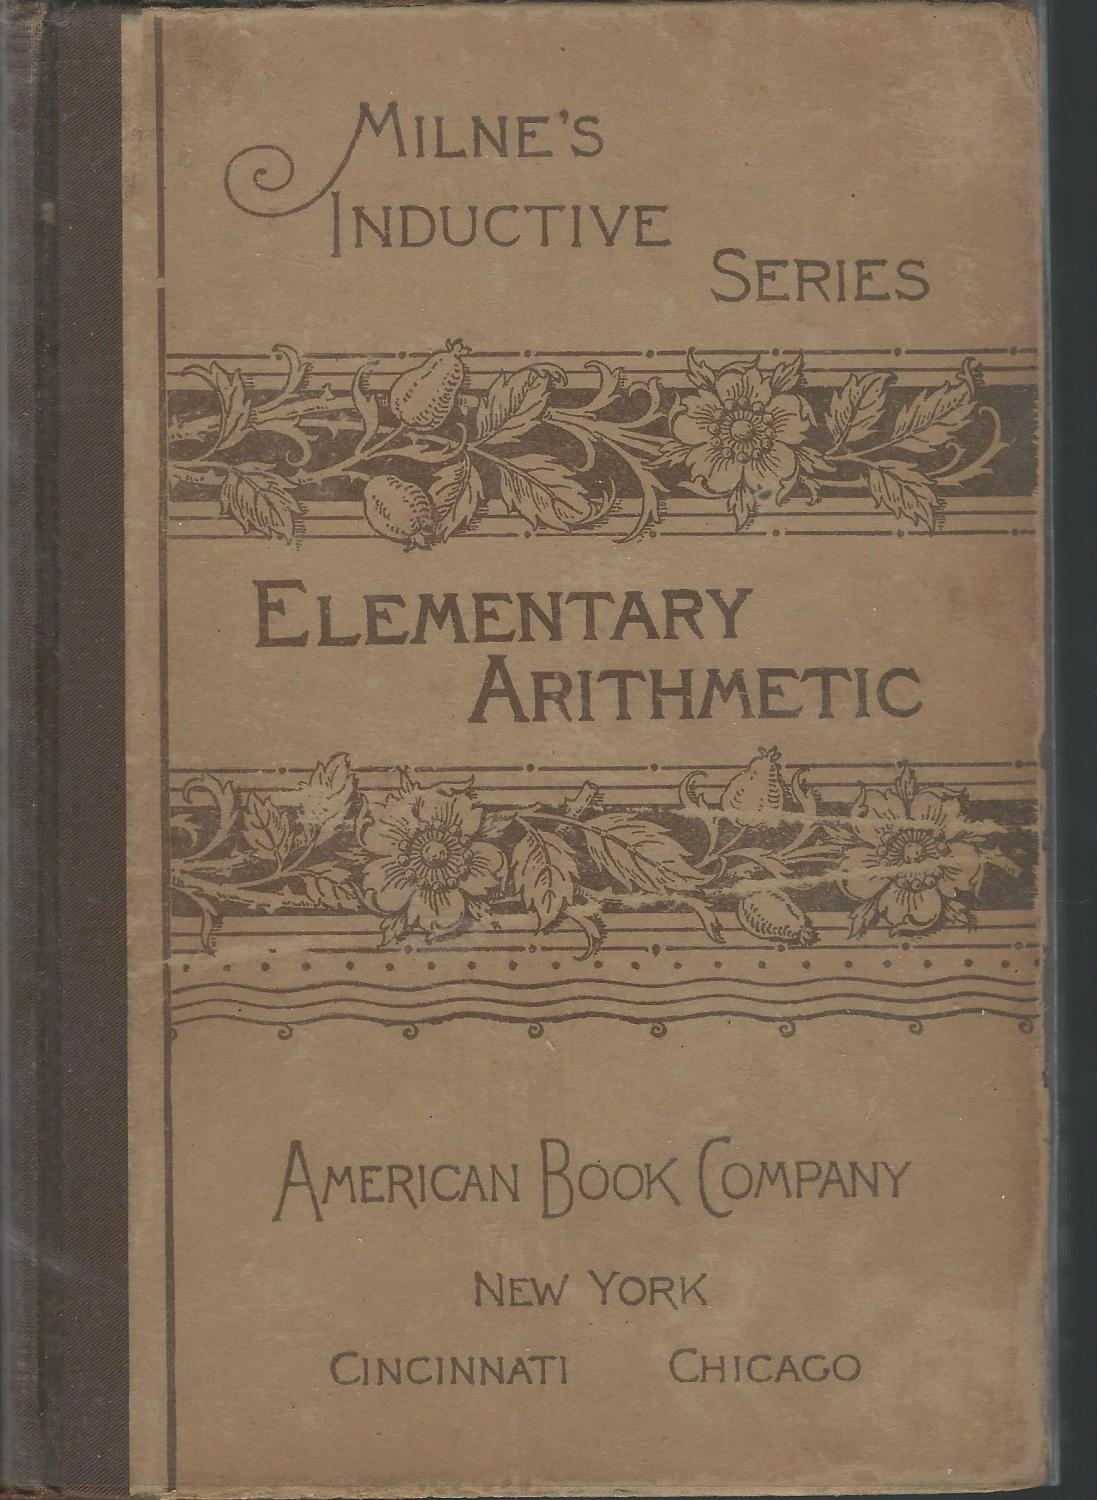 MILNE'S
INDUCTIVE
SERIES
ELEMENTARY
ARITHMETIC
AMERICAN BOOK COMPANY
NEW YORK
CINCINNATI CHICAGO